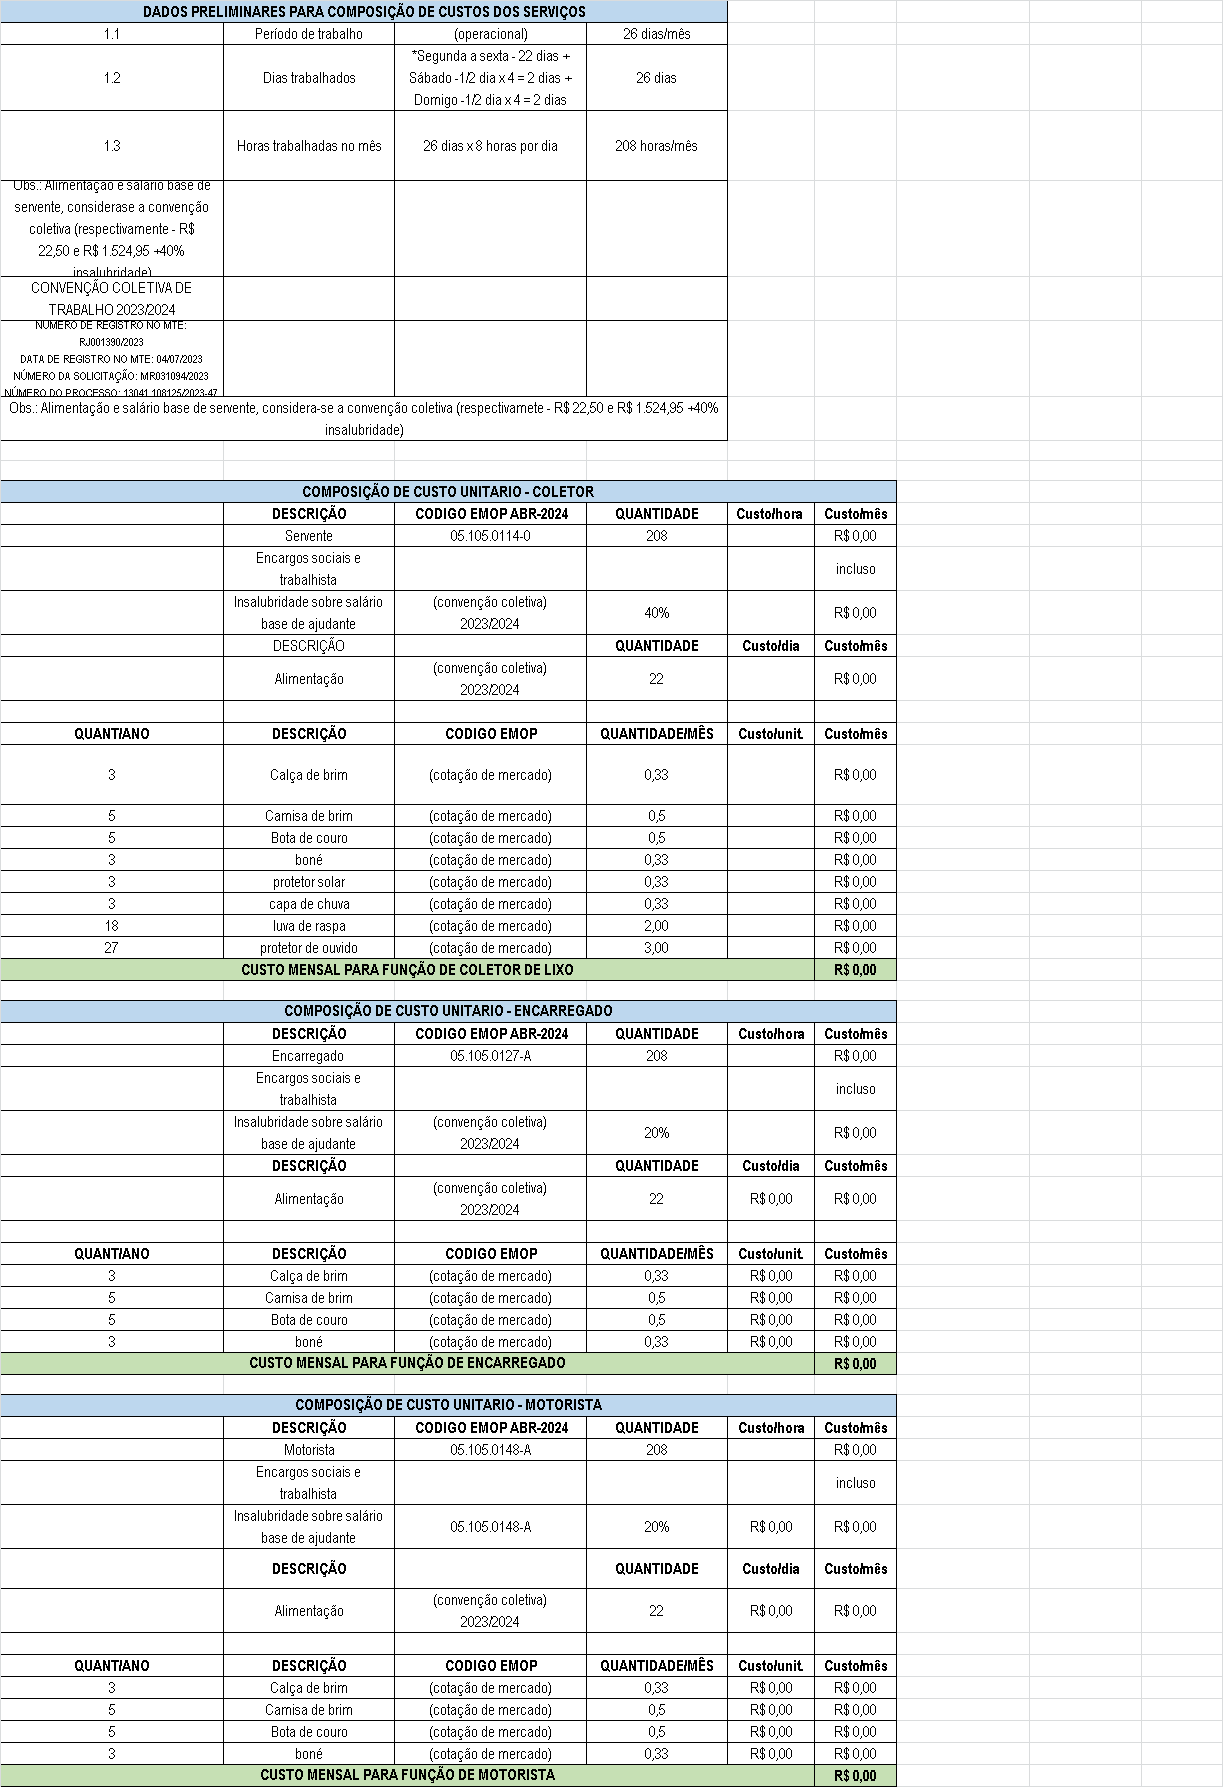 DADOS PRELIMINARES PARA COMPOSIÇÃO DE CUSTOS DOS SERVIÇOS
1.1 Período de trabalho (operacional) 26 dias/mês
1.2 Dias trabalhados *Segunda a sexta - 22 dias + Sábado -1/2 dia x 4 = 2 dias + Domigo -1/2 dia x 4 = 2 dias 26 dias
1.3 Horas trabalhadas no mês 26 dias x 8 horas por dia 208 horas/mês
Obs.: Alimentação e salário base de
servente, considerase a convenção
coletiva (respectivamente - R$
22,50 e R$ 1.524,95 +40%
insalubridade)
CONVENÇÃO COLETIVA DE
TRABALHO 2023/2024
NÚMERO DE REGISTRO NO MTE:
RJ001390/2023
DATA DE REGISTRO NO MTE: 04/07/2023
NÚMERO DA SOLICITAÇÃO: MR031094/2023
NÚMERO DO PROCESSO: 13041.108125/2023-47
Obs.: Alimentação e salário base de servente, considera-se a convenção coletiva (respectivamete - R$ 22,50 e R$ 1.524,95 +40%
insalubridade)
COMPOSIÇÃO DE CUSTO UNITARIO - COLETOR
DESCRIÇÃO CODIGO EMOP ABR-2024 QUANTIDADE Custo/hora Custo/mês
Servente 05.105.0114-0 208 R$ 0,00
Encargos sociais e trabalhista incluso
Insalubridade sobre salário base de ajudante (convenção coletiva) 2023/2024 40% R$ 0,00
DESCRIÇÃO QUANTIDADE Custo/dia Custo/mês
Alimentação (convenção coletiva) 2023/2024 22 R$ 0,00
QUANT/ANO DESCRIÇÃO CODIGO EMOP QUANTIDADE/MÊS Custo/unit. Custo/mês
3 Calça de brim (cotação de mercado) 0,33 R$ 0,00
5 Camisa de brim (cotação de mercado) 0,5 R$ 0,00
5 Bota de couro (cotação de mercado) 0,5 R$ 0,00
3 boné (cotação de mercado) 0,33 R$ 0,00
3 protetor solar (cotação de mercado) 0,33 R$ 0,00
3 capa de chuva (cotação de mercado) 0,33 R$ 0,00
18 luva de raspa (cotação de mercado) 2,00 R$ 0,00
27 protetor de ouvido (cotação de mercado) 3,00 R$ 0,00
CUSTO MENSAL PARA FUNÇÃO DE COLETOR DE LIXO R$ 0,00
COMPOSIÇÃO DE CUSTO UNITARIO - ENCARREGADO
DESCRIÇÃO CODIGO EMOP ABR-2024 QUANTIDADE Custo/hora Custo/mês
Encarregado 05.105.0127-A 208 R$ 0,00
Encargos sociais e trabalhista incluso
Insalubridade sobre salário base de ajudante (convenção coletiva) 2023/2024 20% R$ 0,00
DESCRIÇÃO QUANTIDADE Custo/dia Custo/mês
Alimentação (convenção coletiva) 2023/2024 22 R$ 0,00 R$ 0,00
QUANT/ANO DESCRIÇÃO CODIGO EMOP QUANTIDADE/MÊS Custo/unit. Custo/mês
3 Calça de brim (cotação de mercado) 0,33 R$ 0,00 R$ 0,00
5 Camisa de brim (cotação de mercado) 0,5 R$ 0,00 R$ 0,00
5 Bota de couro (cotação de mercado) 0,5 R$ 0,00 R$ 0,00
3 boné (cotação de mercado) 0,33 R$ 0,00 R$ 0,00
CUSTO MENSAL PARA FUNÇÃO DE ENCARREGADO R$ 0,00
COMPOSIÇÃO DE CUSTO UNITARIO - MOTORISTA
DESCRIÇÃO CODIGO EMOP ABR-2024 QUANTIDADE Custo/hora Custo/mês
Motorista 05.105.0148-A 208 R$ 0,00
Encargos sociais e trabalhista incluso
Insalubridade sobre salário base de ajudante 05.105.0148-A 20% R$ 0,00 R$ 0,00
DESCRIÇÃO QUANTIDADE Custo/dia Custo/mês
Alimentação (convenção coletiva) 2023/2024 22 R$ 0,00 R$ 0,00
QUANT/ANO DESCRIÇÃO CODIGO EMOP QUANTIDADE/MÊS Custo/unit. Custo/mês
3 Calça de brim (cotação de mercado) 0,33 R$ 0,00 R$ 0,00
5 Camisa de brim (cotação de mercado) 0,5 R$ 0,00 R$ 0,00
5 Bota de couro (cotação de mercado) 0,5 R$ 0,00 R$ 0,00
3 boné (cotação de mercado) 0,33 R$ 0,00 R$ 0,00
CUSTO MENSAL PARA FUNÇÃO DE MOTORISTA R$ 0,00